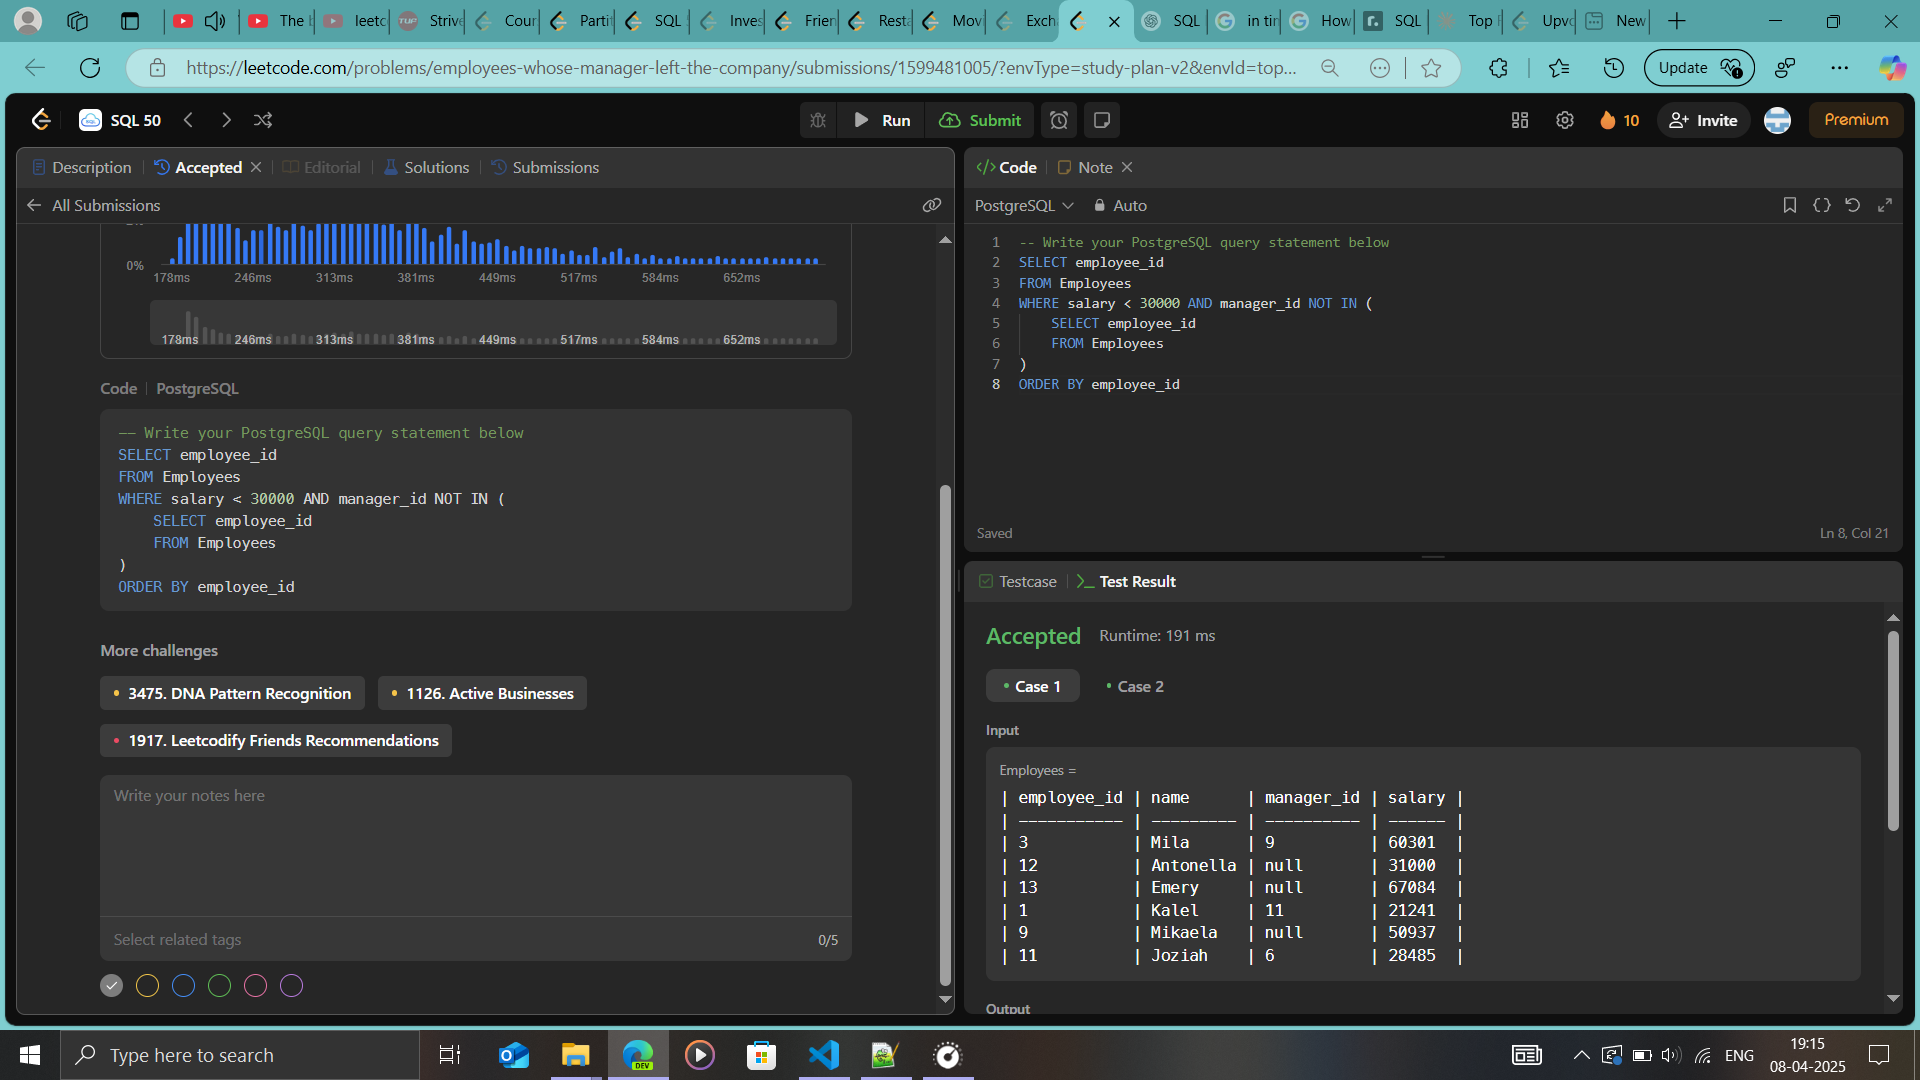 The b
leetc
Strive
Cour
Partit
SQL
Inves
Frien
Resta
Movi
Exch
SQL
in tin
How
SQL
Top
Upvo
New
https://leetcode.com/problems/employees-whose-manager-left-the-company/submissions/1599481005/?envType=study-plan-v2&envId=top...
Update
SQL 50
Run
Submit
10
Invite
Premium
Description
Accepted
Editorial
Solutions
Submissions
All Submissions
0%
178ms 246ms 313ms 381ms 449ms 517ms 584ms 652ms
178ms 246ms 313ms 381ms 449ms 517ms 584ms 652ms
Code | PostgreSQL
-- Write your PostgreSQL query statement below
SELECT employee_id
FROM Employees
WHERE salary < 30000 AND manager_id NOT IN (
SELECT employee_id
FROM Employees
)
ORDER BY employee_id
More challenges
3475. DNA Pattern Recognition
1126. Active Businesses
1917. Leetcodify Friends Recommendations
Write your notes here
Select related tags
0/5
</> Code
Note
PostgreSQL
Auto
1 -- Write your PostgreSQL query statement below
2 SELECT employee_id
3 FROM Employees
4 WHERE salary < 30000 AND manager_id NOT IN (
5 SELECT employee_id
6 FROM Employees
7 )
8 ORDER BY employee_id
Saved
Ln 8, Col 21
Testcase
Test Result
Accepted
Runtime: 191 ms
Case 1
Case 2
Input
Employees =
| employee_id | name | manager_id | salary |
| ----------- | --------- | ---------- | ------ |
| 3 | Mila | 9 | 60301 |
| 12 | Antonella | null | 31000 |
| 13 | Emery | null | 67084 |
| 1 | Kalel | 11 | 21241 |
| 9 | Mikaela | null | 50937 |
| 11 | Joziah | 6 | 28485 |
Output
Type here to search
DEV
ENG
19:15
08-04-2025